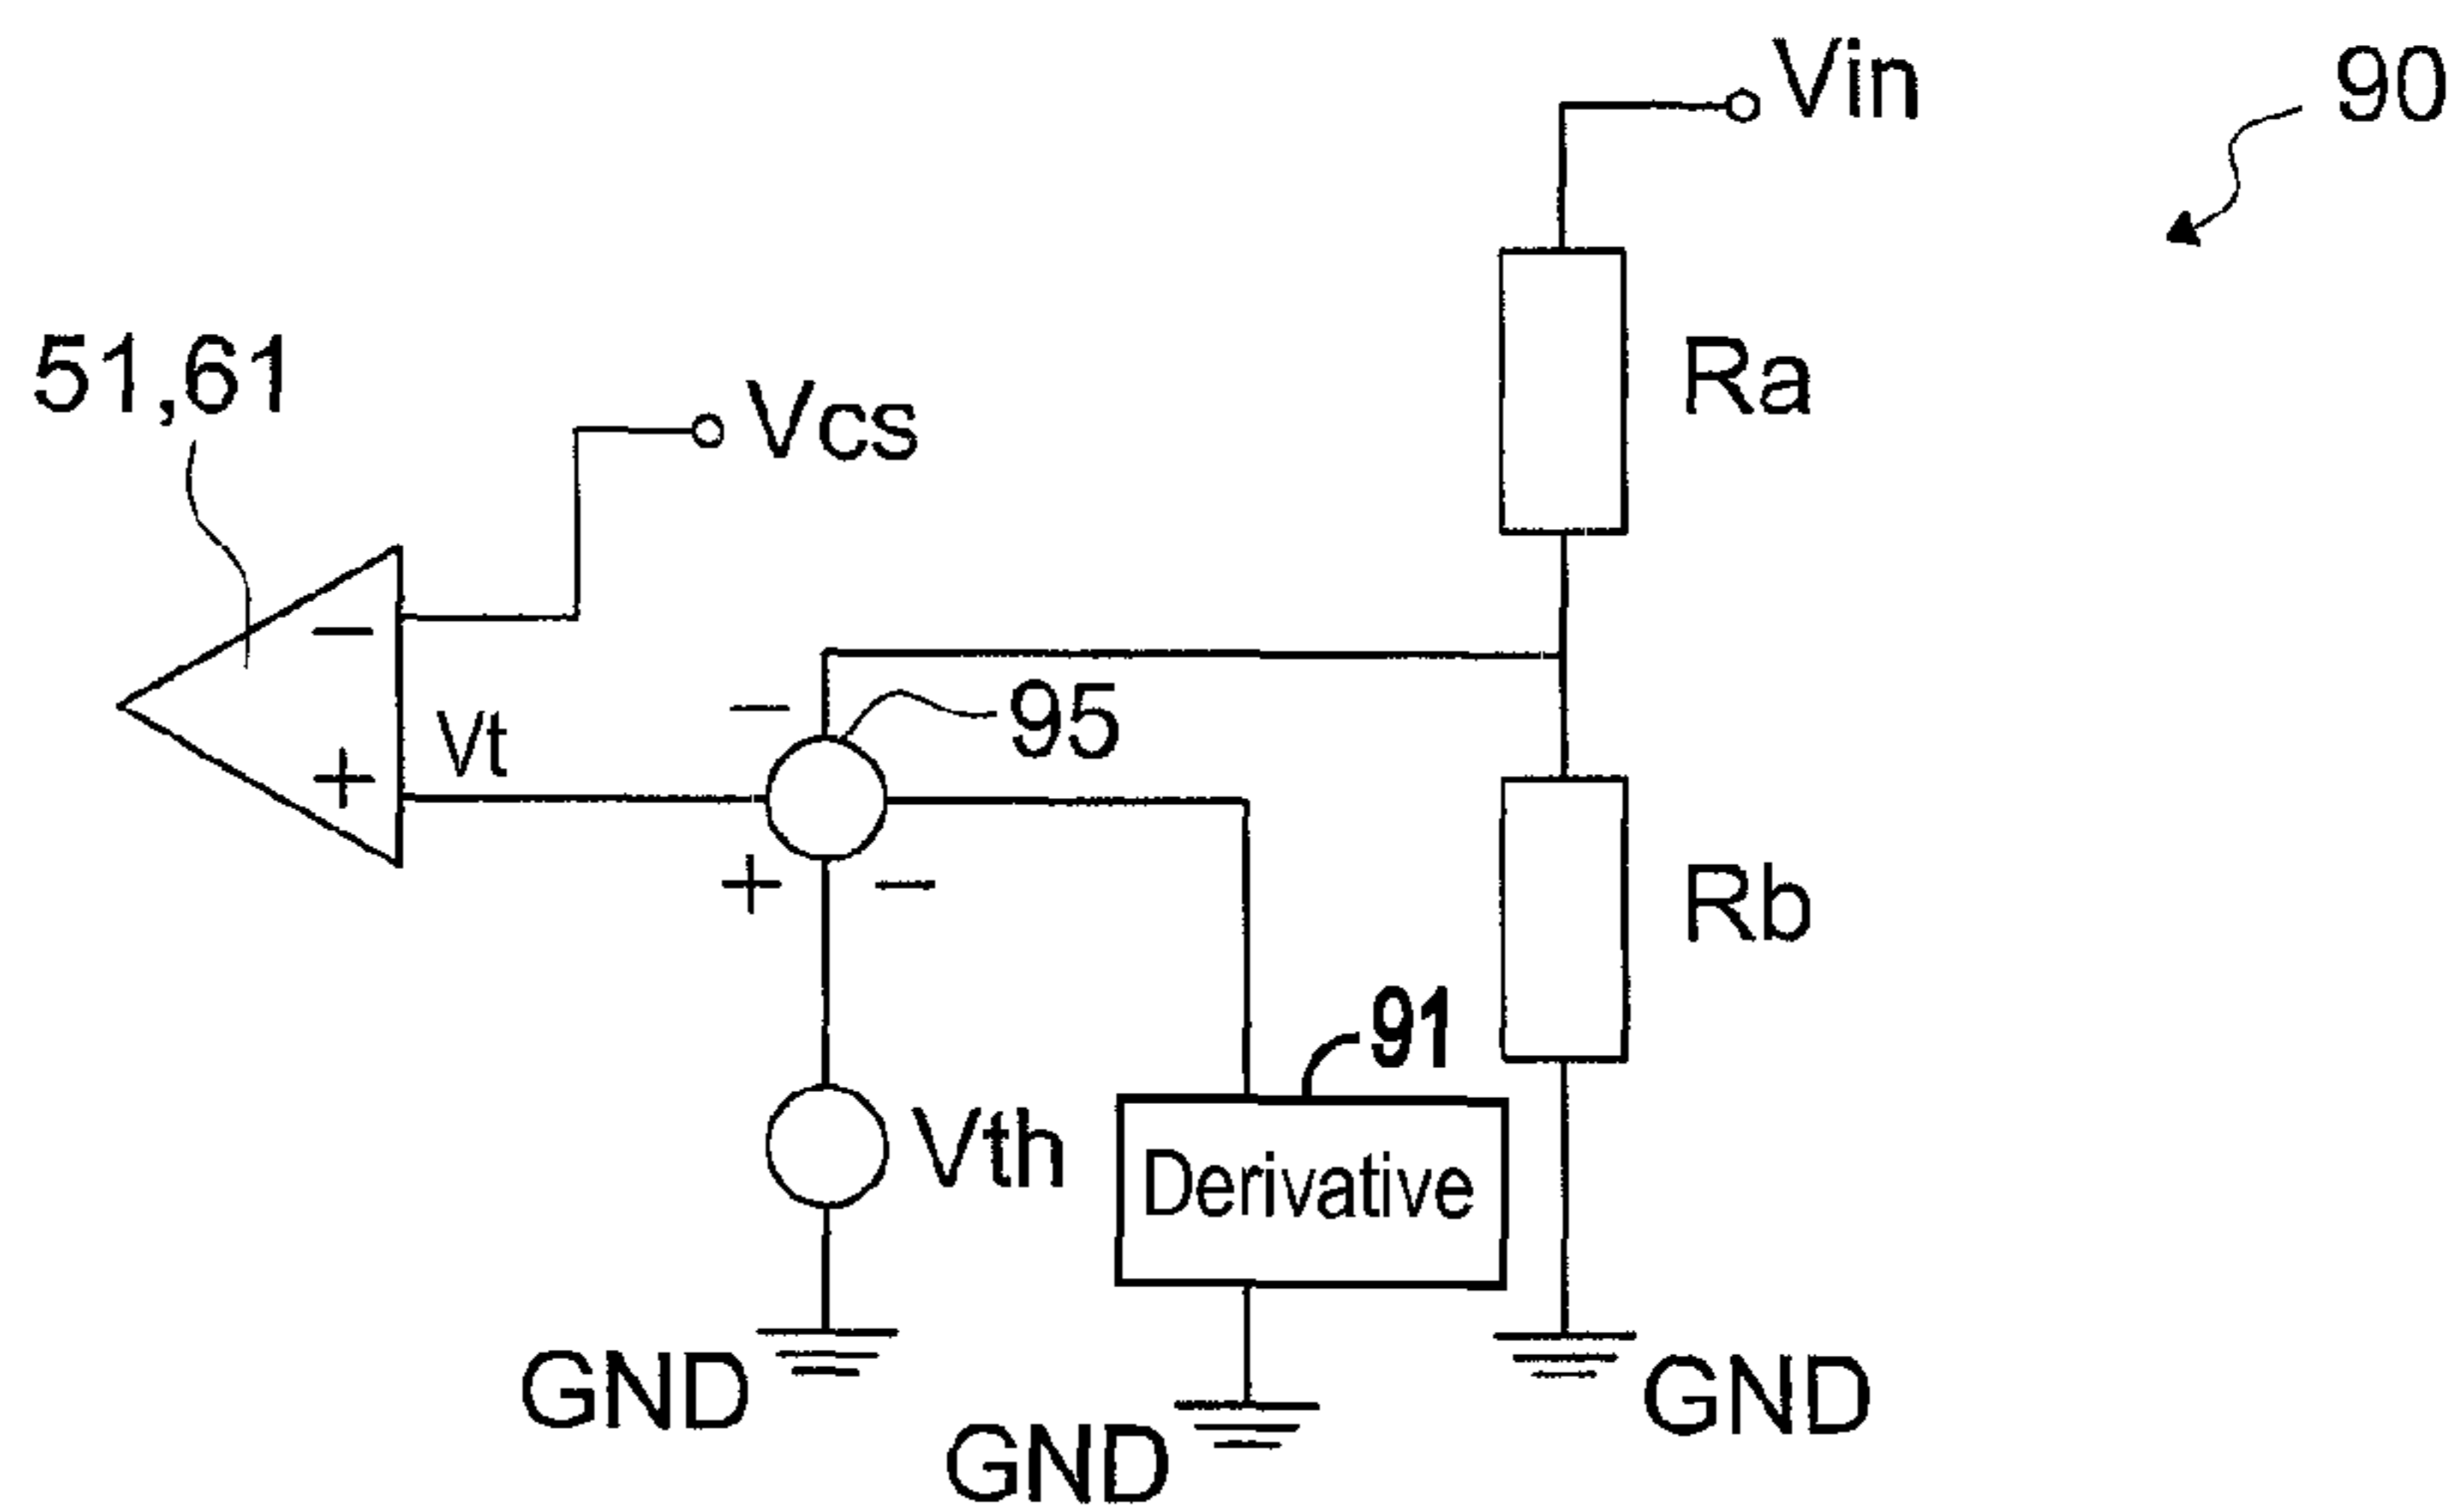 Vin
90
51,61
Vcs
Ra
−
+
Vt
−
95
+
−
Rb
91
Vth
Derivative
GND
GND
GND